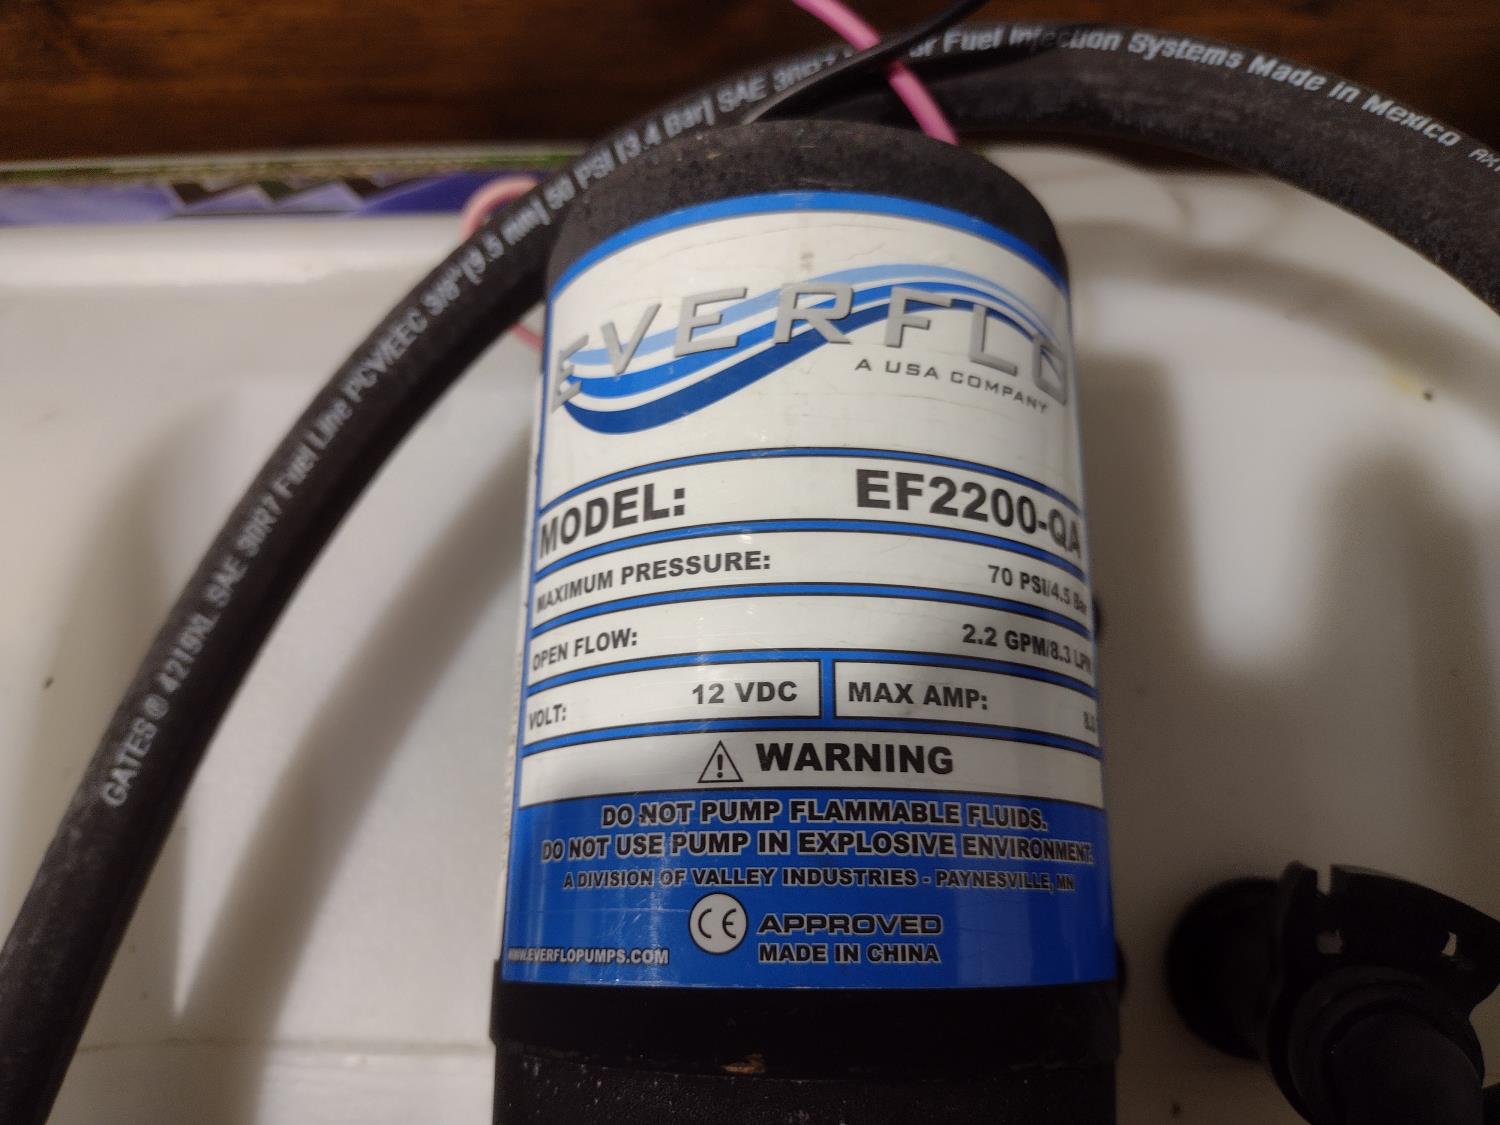 GATES ® 4219XL SAE 30R7 Fuel Line PCV/EEC 3/8" [9.5 mm] 50 PSI [3.4 Bar] SAE
Fuel Injection Systems Made in Mexico
EVERFLO
A USA COMPANY
MODEL: EF2200-QA
MAXIMUM PRESSURE: 70 PSI/4.5 Bar
OPEN FLOW: 2.2 GPM/8.3 LPM
VOLT: 12 VDC MAX AMP:
WARNING
DO NOT PUMP FLAMMABLE FLUIDS.
DO NOT USE PUMP IN EXPLOSIVE ENVIRONMENT.
A DIVISION OF VALLEY INDUSTRIES - PAYNESVILLE, MN
CE APPROVED
WWW.EVERFLOPUMPS.COM MADE IN CHINA